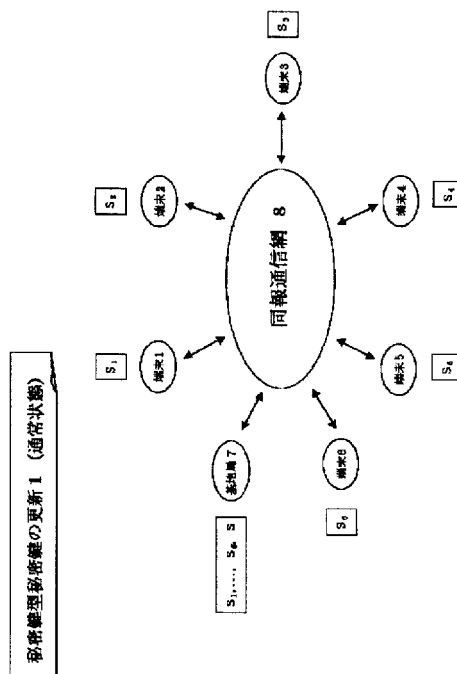 秘密鍵型秘密鍵の更新1 (通常状態)
S₁
端末1
S₂
端末2
S₃
端末3
同報通信網 8
基地局7
S₁,...., S₆, S
端末6
S₆
端末5
S₅
端末4
S₄